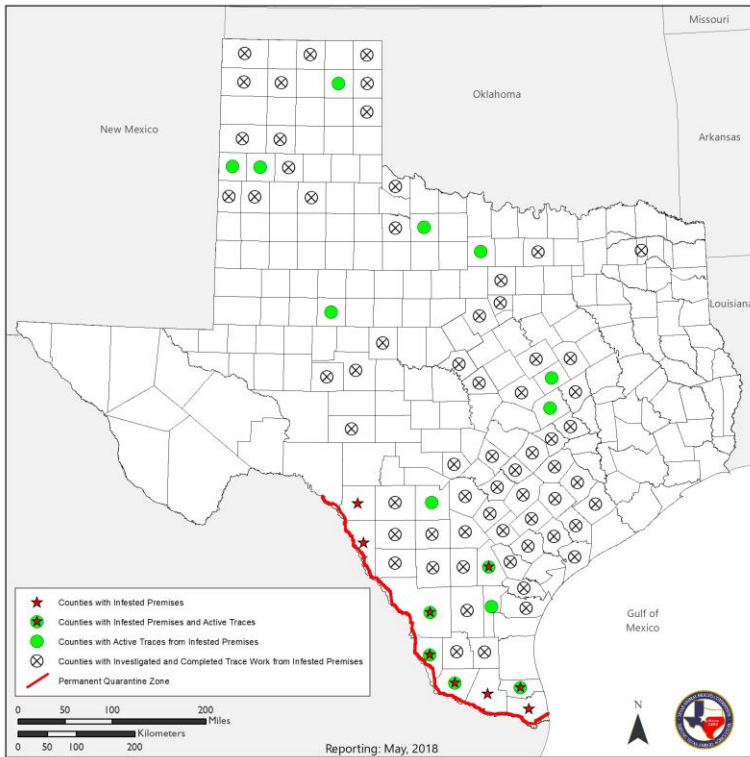 Missouri
Oklahoma
New Mexico
Arkansas
Louisiana
Counties with Infested Premises
Counties with Infested Premises and Active Traces
Counties with Active Traces from Infested Premises
Counties with Investigated and Completed Trace Work from Infested Premises
Permanent Quarantine Zone
Gulf of
Mexico
0 50 100 200
Miles
Kilometers
0 50 100 200
N
Reporting: May, 2018